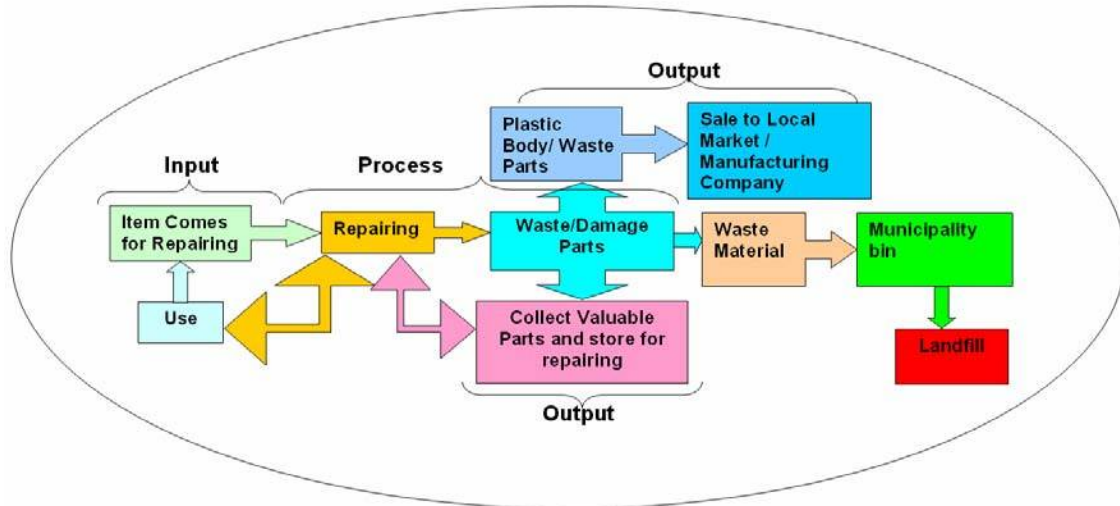 Output
Plastic
Body/ Waste
Parts
Sale to Local
Market /
Manufacturing
Company
Input
Process
Item Comes
for Repairing
Repairing
Waste/Damage
Parts
Waste
Material
Municipality
bin
Use
Collect Valuable
Parts and store for
repairing
Landfill
Output